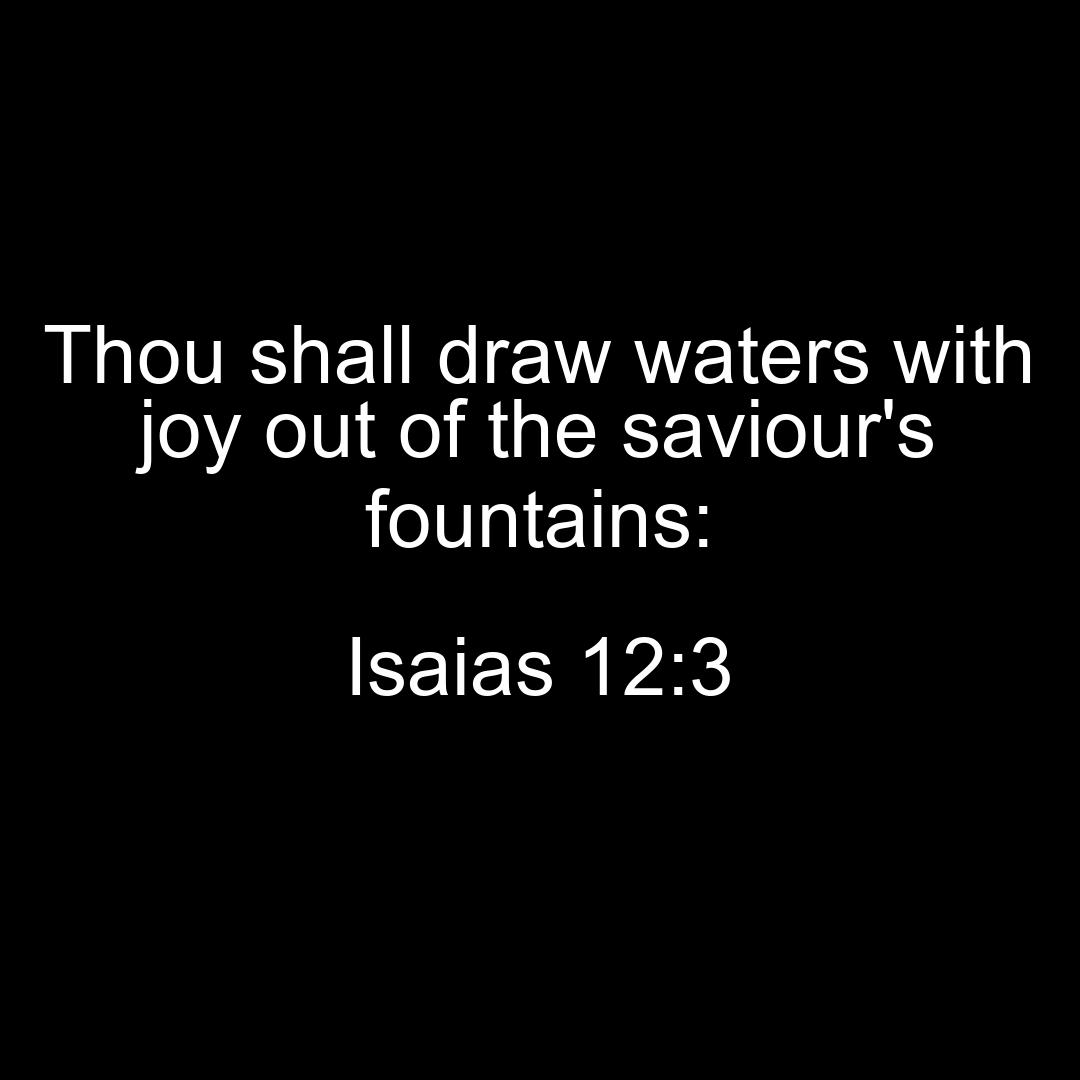 Thou shall draw waters with
joy out of the saviour's
fountains:
Isaias 12:3